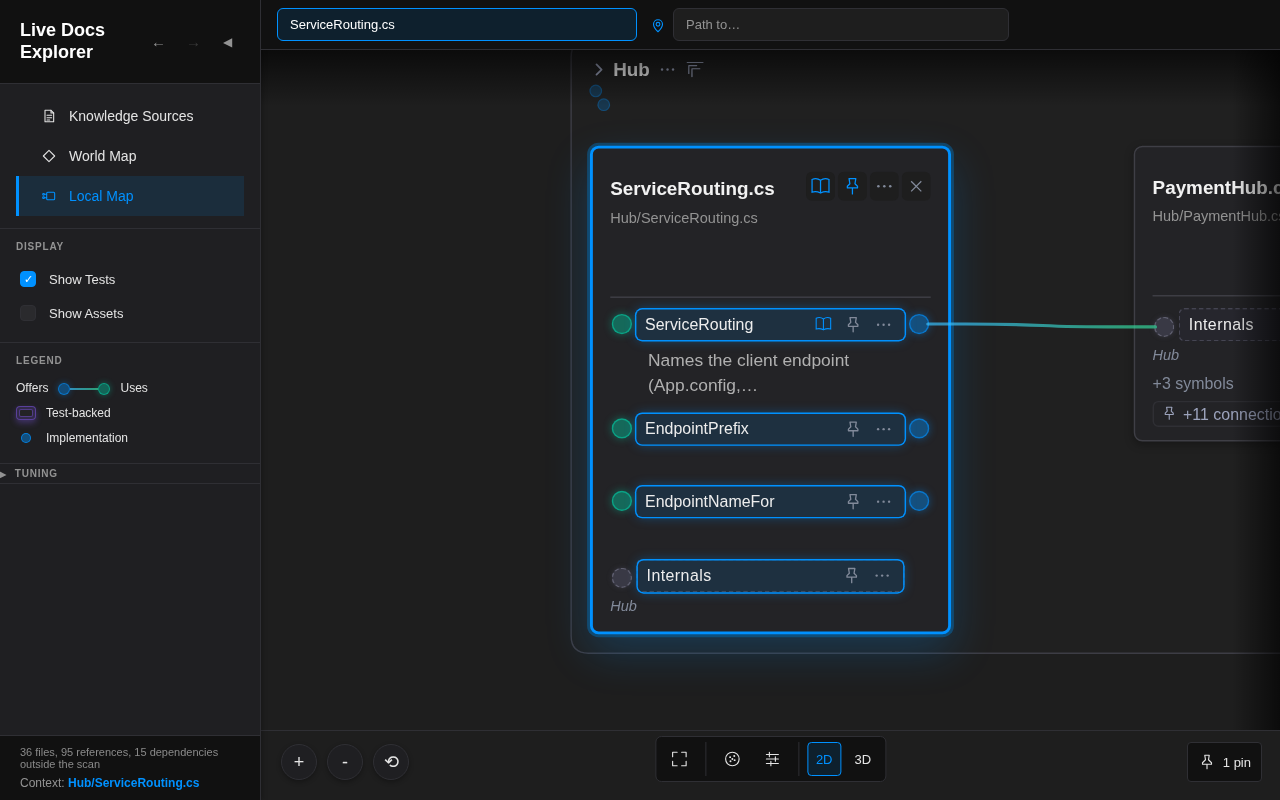 Live Docs
Explorer
ServiceRouting.cs
Path to…
Knowledge Sources
World Map
Local Map
DISPLAY
Show Tests
Show Assets
LEGEND
Offers
Uses
Test-backed
Implementation
TUNING
36 files, 95 references, 15 dependencies
outside the scan
Context: Hub/ServiceRouting.cs
Hub
ServiceRouting.cs
Hub/ServiceRouting.cs
ServiceRouting
Names the client endpoint
(App.config,…
EndpointPrefix
EndpointNameFor
Internals
Hub
PaymentHub.c
Hub/PaymentHub.cs
Internals
Hub
+3 symbols
+11 connectio
+
-
2D
3D
1 pin